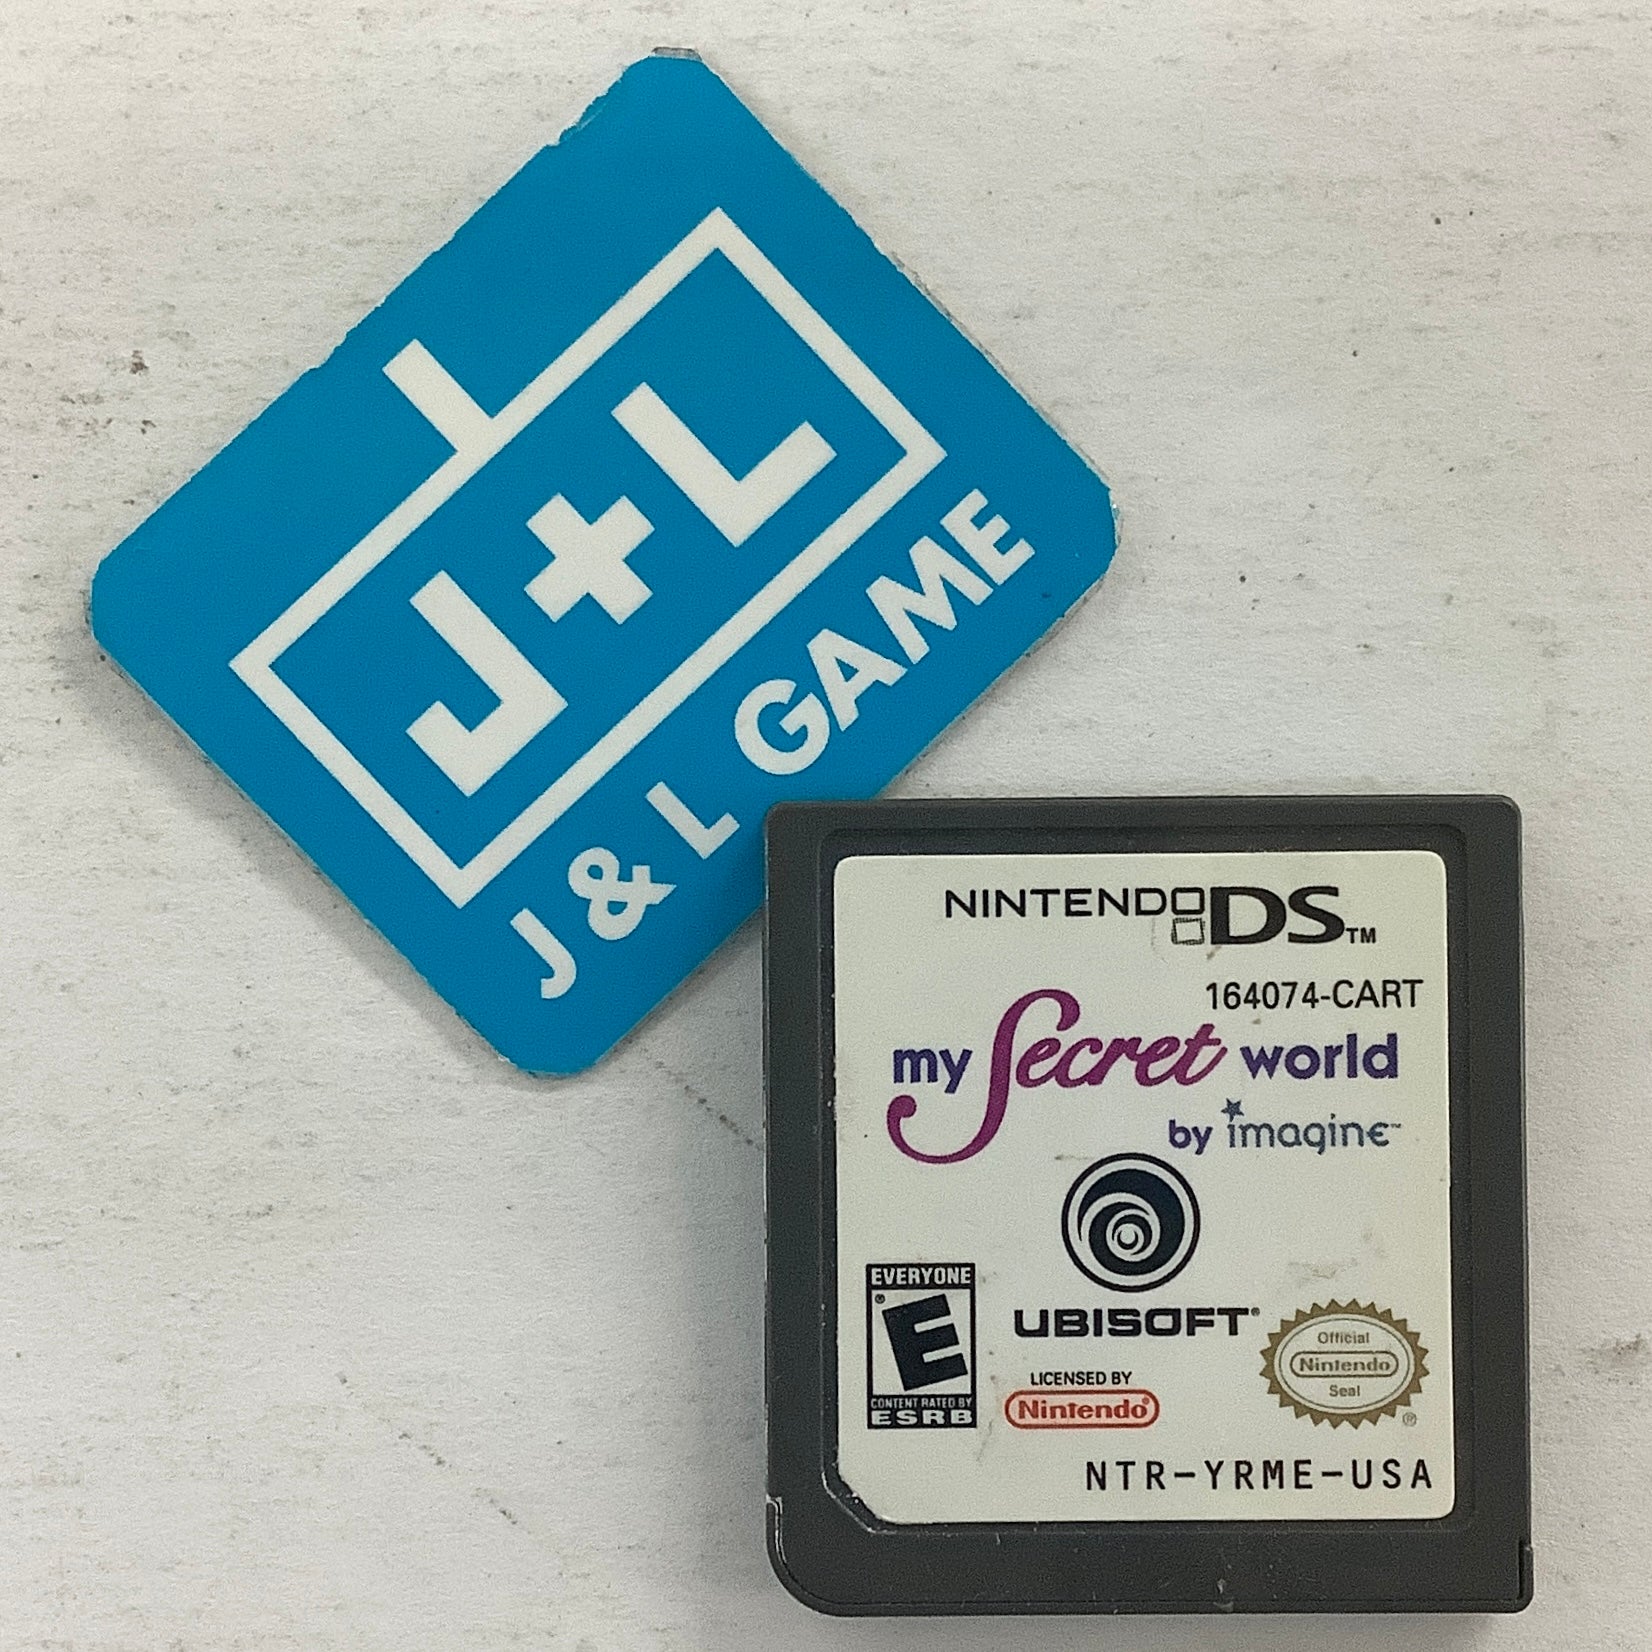 J+L
J & L GAME
NINTENDO DS™
164074-CART
my Secret world
by imagine™
EVERYONE
E
CONTENT RATED BY
ESRB
UBISOFT®
LICENSED BY
Nintendo®
Official
Nintendo
Seal
®
NTR-YRME-USA